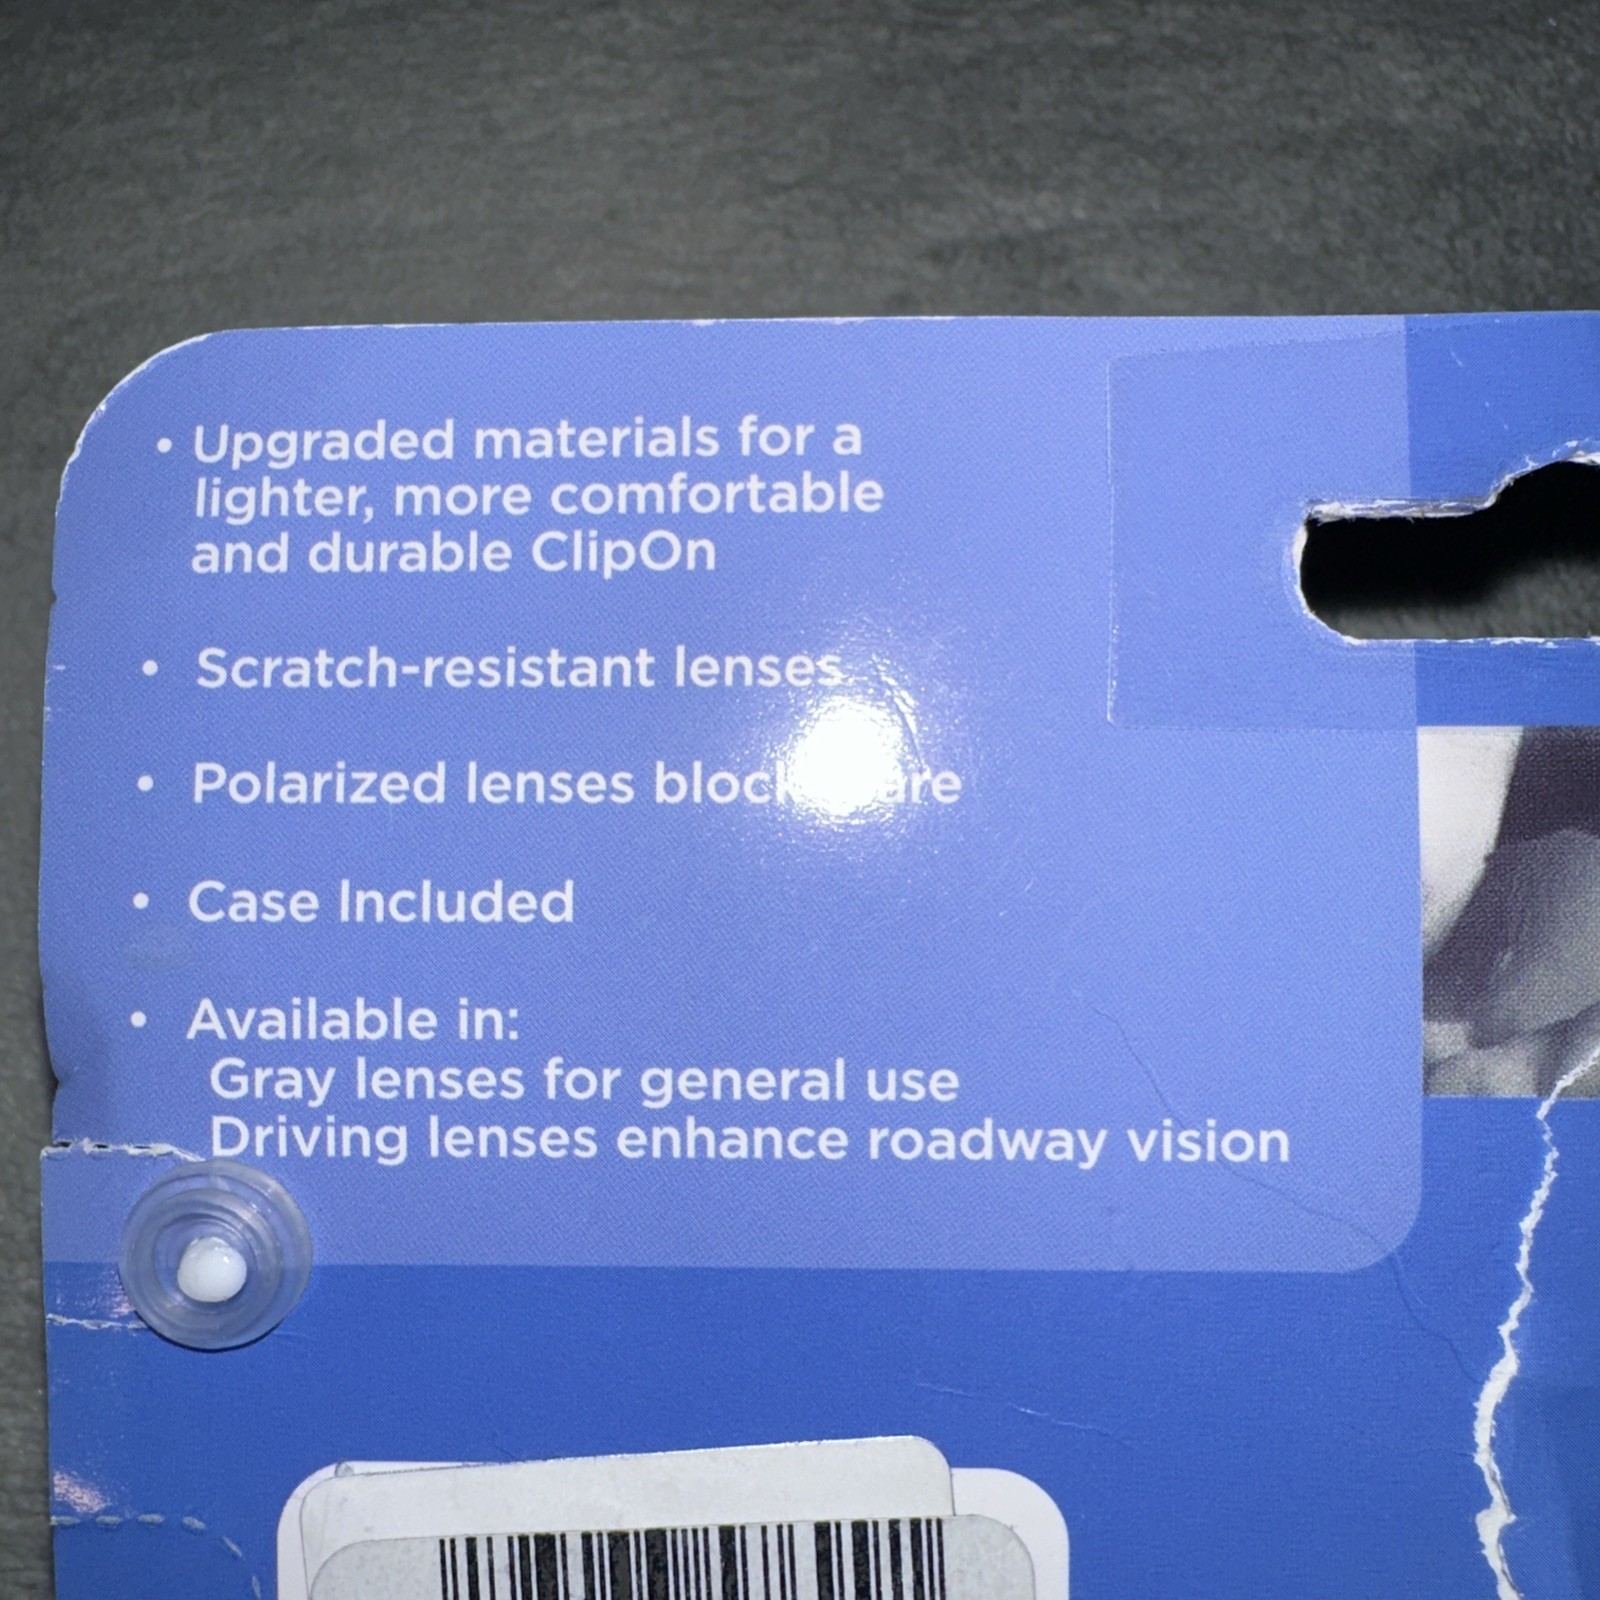 • Upgraded materials for a
lighter, more comfortable
and durable ClipOn
• Scratch-resistant lenses
• Polarized lenses block
• Case Included
• Available in:
Gray lenses for general use
Driving lenses enhance roadway vision